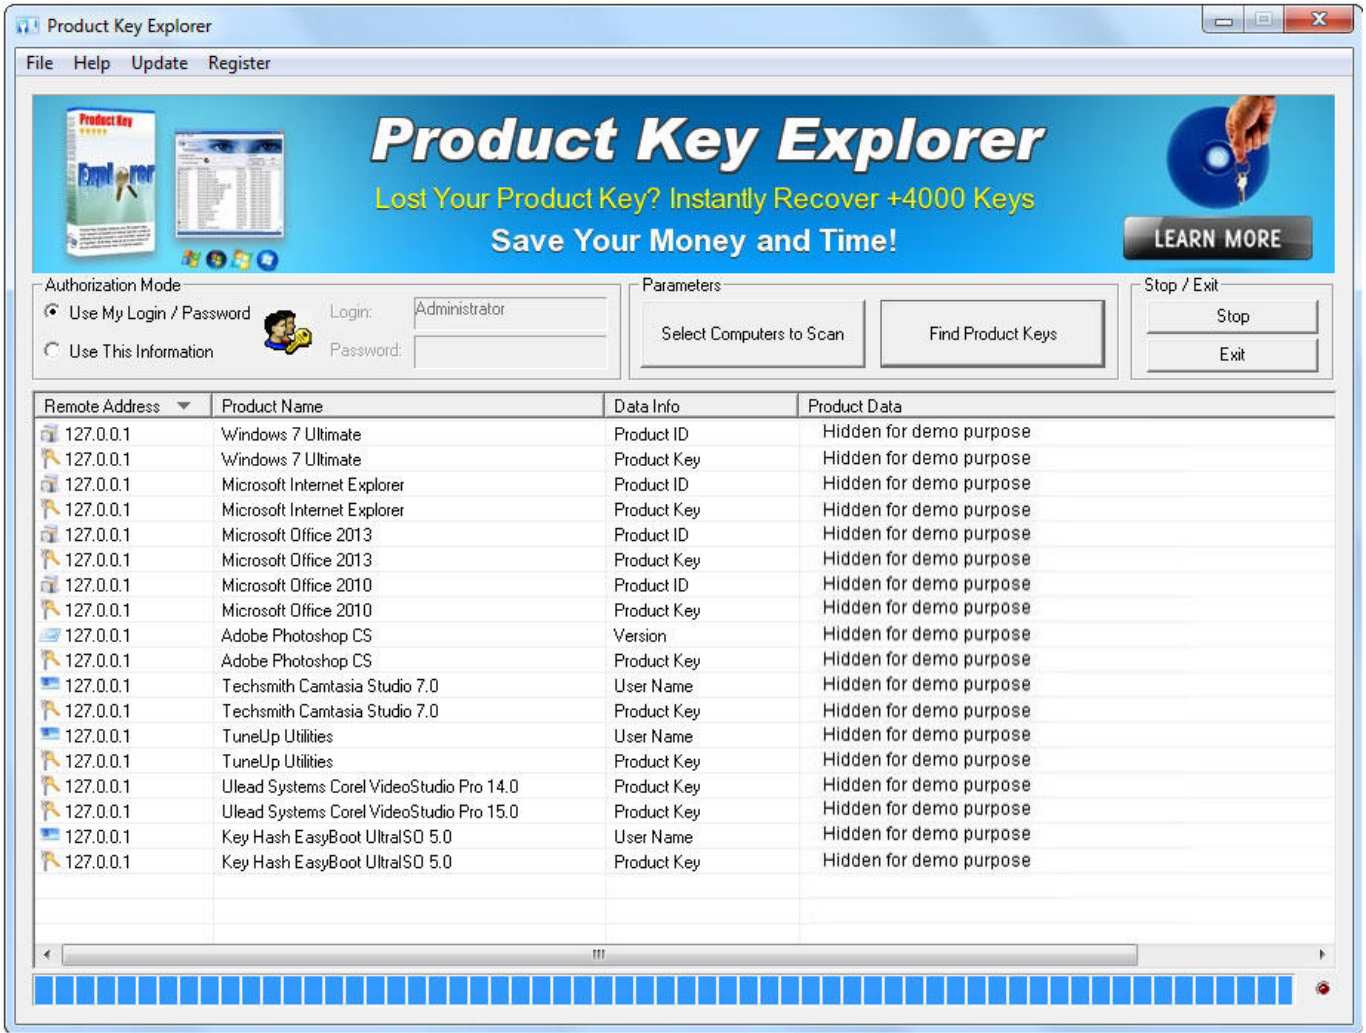 Product Key Explorer
File Help Update Register
Product Key
Explorer
Product Key Explorer
Lost Your Product Key? Instantly Recover +4000 Keys
Save Your Money and Time!
LEARN MORE
Authorization Mode
Use My Login / Password
Use This Information
Login: Administrator
Password:
Parameters
Select Computers to Scan
Find Product Keys
Stop / Exit
Stop
Exit
Remote Address Product Name Data Info Product Data
127.0.0.1 Windows 7 Ultimate Product ID Hidden for demo purpose
127.0.0.1 Windows 7 Ultimate Product Key Hidden for demo purpose
127.0.0.1 Microsoft Internet Explorer Product ID Hidden for demo purpose
127.0.0.1 Microsoft Internet Explorer Product Key Hidden for demo purpose
127.0.0.1 Microsoft Office 2013 Product ID Hidden for demo purpose
127.0.0.1 Microsoft Office 2013 Product Key Hidden for demo purpose
127.0.0.1 Microsoft Office 2010 Product ID Hidden for demo purpose
127.0.0.1 Microsoft Office 2010 Product Key Hidden for demo purpose
127.0.0.1 Adobe Photoshop CS Version Hidden for demo purpose
127.0.0.1 Adobe Photoshop CS Product Key Hidden for demo purpose
127.0.0.1 Techsmith Camtasia Studio 7.0 User Name Hidden for demo purpose
127.0.0.1 Techsmith Camtasia Studio 7.0 Product Key Hidden for demo purpose
127.0.0.1 TuneUp Utilities User Name Hidden for demo purpose
127.0.0.1 TuneUp Utilities Product Key Hidden for demo purpose
127.0.0.1 Ulead Systems Corel VideoStudio Pro 14.0 Product Key Hidden for demo purpose
127.0.0.1 Ulead Systems Corel VideoStudio Pro 15.0 Product Key Hidden for demo purpose
127.0.0.1 Key Hash EasyBoot UltraISO 5.0 User Name Hidden for demo purpose
127.0.0.1 Key Hash EasyBoot UltraISO 5.0 Product Key Hidden for demo purpose